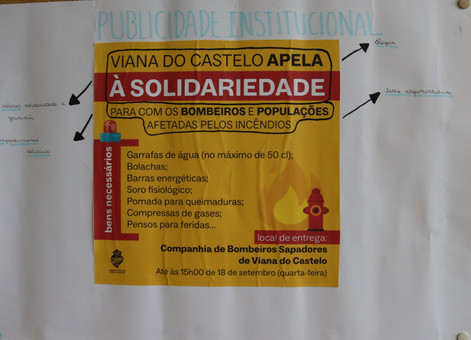 PUBLICIDADE INSTITUCIONAL
Slogan
VIANA DO CASTELO APELA
À SOLIDARIEDADE
PARA COM OS BOMBEIROS E POPULAÇÕES
AFETADAS PELOS INCÊNDIOS
texto argumentativo
bens necessários
Garrafas de água (no máximo de 50 cl);
Bolachas;
Barras energéticas;
Soro fisiológico;
Pomada para queimaduras;
Compressas de gases;
Pensos para feridas...
local de entrega:
Companhia de Bombeiros Sapadores
de Viana do Castelo
Até às 15h00 de 18 de setembro (quarta-feira)